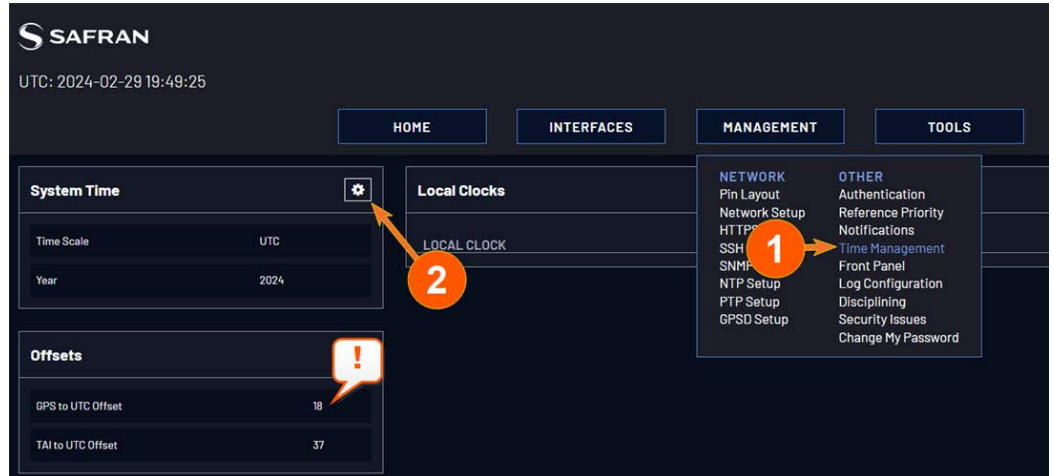 SAFRAN
UTC: 2024-02-29 19:49:25
HOME
INTERFACES
MANAGEMENT
TOOLS
System Time
Time Scale UTC
Year 2024
Offsets
GPS to UTC Offset 18
TAI to UTC Offset 37
Local Clocks
LOCAL CLOCK
NETWORK
Pin Layout
Network Setup
HTTPS
SSH
SNMP
NTP Setup
PTP Setup
GPSD Setup
OTHER
Authentication
Reference Priority
Notifications
Time Management
Front Panel
Log Configuration
Disciplining
Security Issues
Change My Password
1
2
!